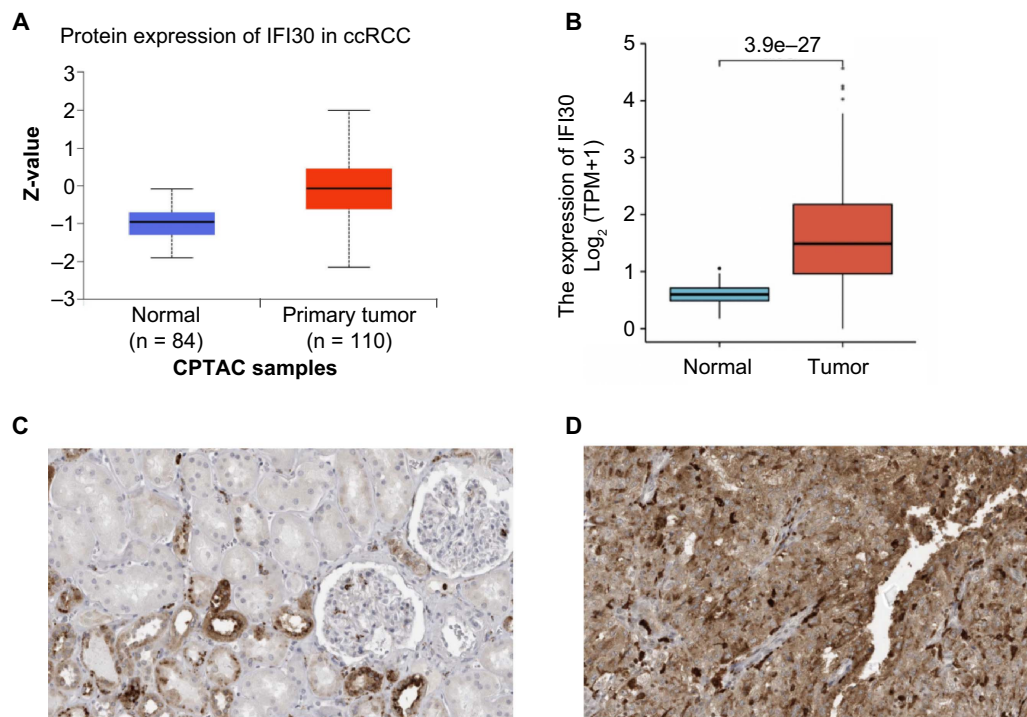 A
Protein expression of IFI30 in ccRCC
Z-value
3
2
1
0
–1
–2
–3
Normal
(n = 84)
Primary tumor
(n = 110)
CPTAC samples
B
The expression of IFI30
Log₂ (TPM+1)
5
4
3
2
1
0
3.9e–27
Normal
Tumor
C
D